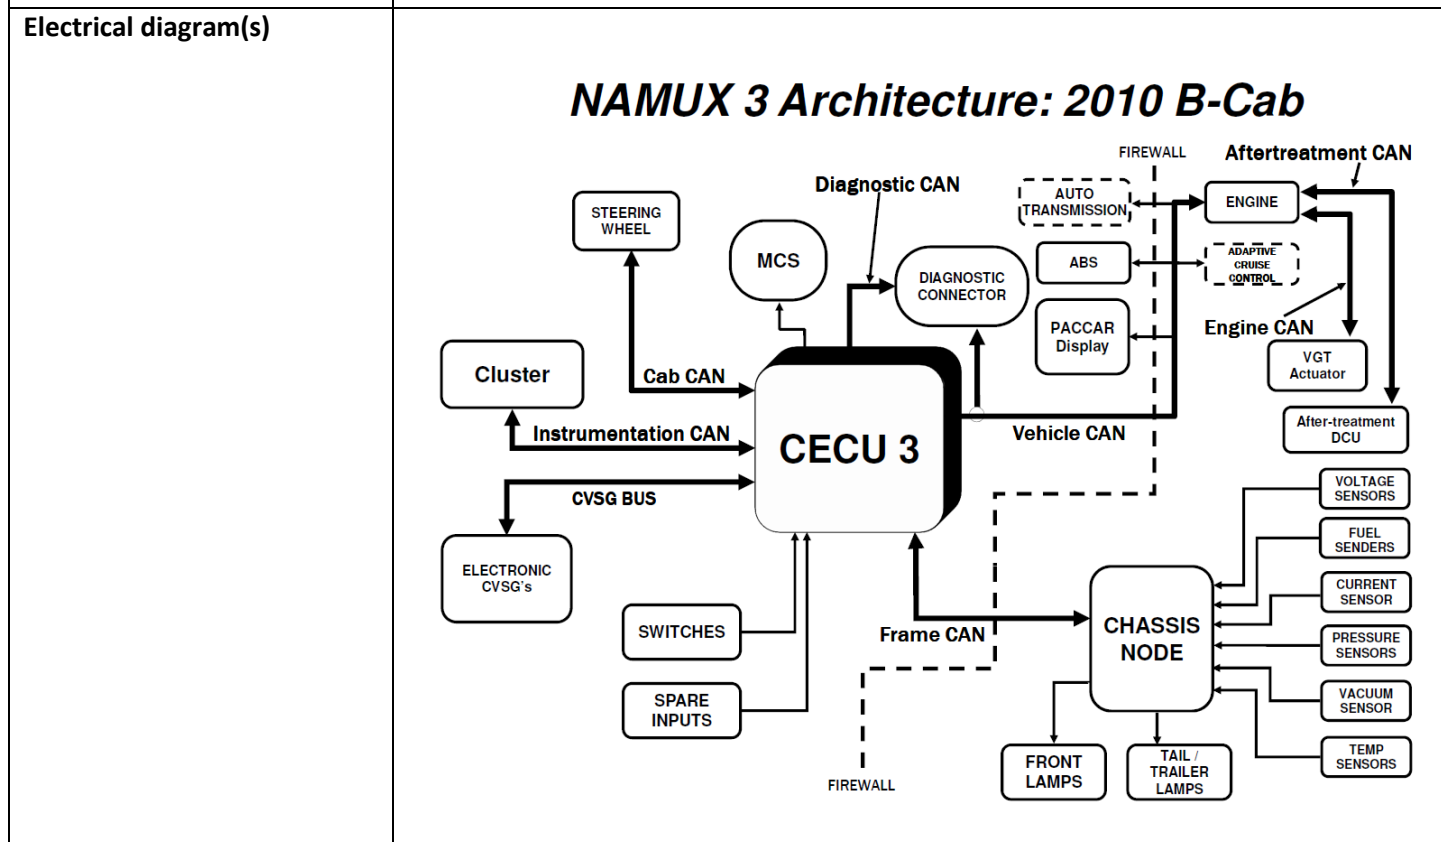 Electrical diagram(s)
NAMUX 3 Architecture: 2010 B-Cab
FIREWALL
Aftertreatment CAN
Diagnostic CAN
AUTO
TRANSMISSION
ENGINE
STEERING
WHEEL
MCS
DIAGNOSTIC
CONNECTOR
ABS
ADAPTIVE
CRUISE
CONTROL
PACCAR
Display
Engine CAN
VGT
Actuator
Cluster
Cab CAN
Instrumentation CAN
CECU 3
Vehicle CAN
After-treatment
DCU
CVSG BUS
VOLTAGE
SENSORS
FUEL
SENDERS
ELECTRONIC
CVSG's
CURRENT
SENSOR
SWITCHES
Frame CAN
CHASSIS
NODE
PRESSURE
SENSORS
SPARE
INPUTS
VACUUM
SENSOR
FRONT
LAMPS
TAIL /
TRAILER
LAMPS
TEMP
SENSORS
FIREWALL